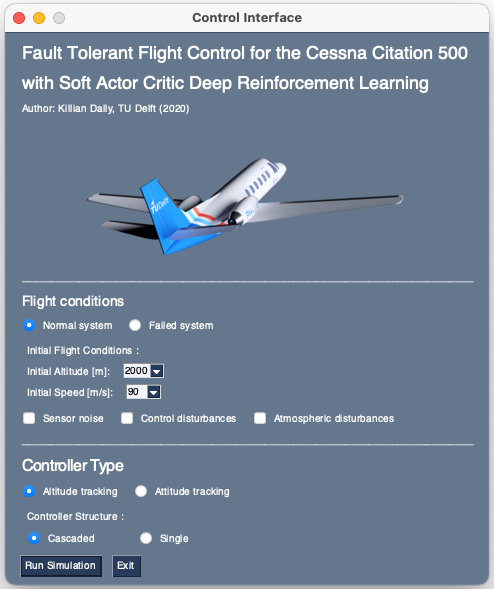 Control Interface
Fault Tolerant Flight Control for the Cessna Citation 500
with Soft Actor Critic Deep Reinforcement Learning
Author: Killian Dally, TU Delft (2020)
TUDelft
Flight conditions
Normal system Failed system
Initial Flight Conditions :
Initial Altitude [m]: 2000
Initial Speed [m/s]: 90
Sensor noise Control disturbances Atmospheric disturbances
Controller Type
Altitude tracking Attitude tracking
Controller Structure :
Cascaded Single
Run Simulation Exit